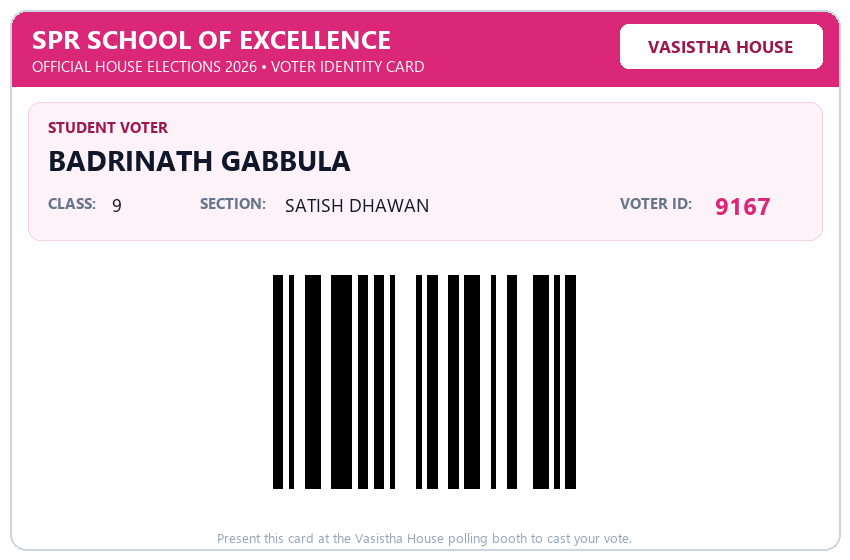 SPR SCHOOL OF EXCELLENCE
OFFICIAL HOUSE ELECTIONS 2026 • VOTER IDENTITY CARD
VASISTHA HOUSE
STUDENT VOTER
BADRINATH GABBULA
CLASS: 9 SECTION: SATISH DHAWAN VOTER ID: 9167
Present this card at the Vasistha House polling booth to cast your vote.